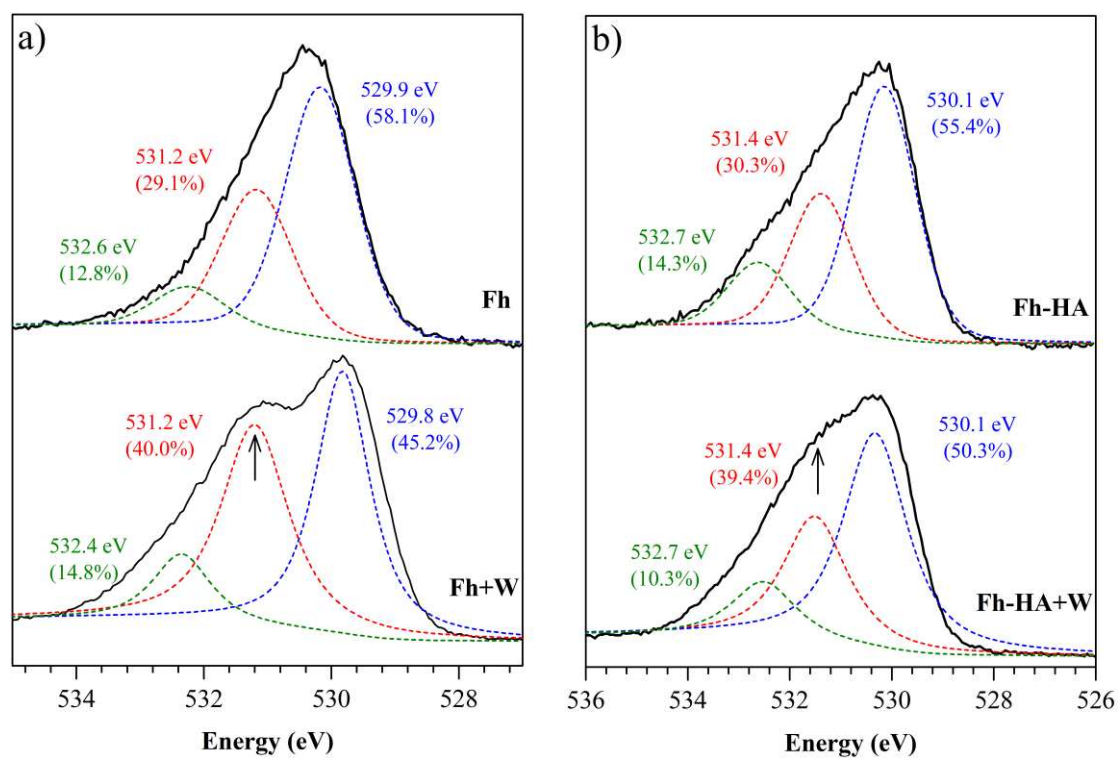 a)
529.9 eV
(58.1%)
531.2 eV
(29.1%)
532.6 eV
(12.8%)
Fh
531.2 eV
(40.0%)
529.8 eV
(45.2%)
532.4 eV
(14.8%)
Fh+W
534
532
530
528
Energy (eV)
b)
530.1 eV
(55.4%)
531.4 eV
(30.3%)
532.7 eV
(14.3%)
Fh-HA
531.4 eV
(39.4%)
530.1 eV
(50.3%)
532.7 eV
(10.3%)
Fh-HA+W
536
534
532
530
528
526
Energy (eV)